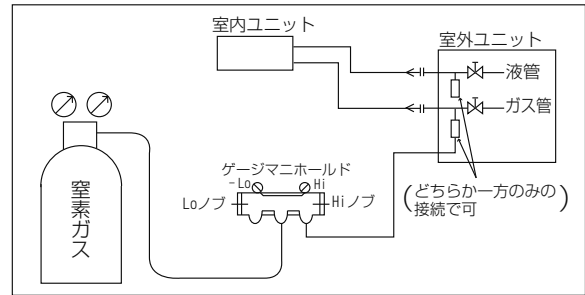 室内ユニット
室外ユニット
液管
ガス管
窒素ガス
ゲージマニホールド
-Lo
Hi
Loノブ
Hiノブ
(どちらか一方のみの
接続で可)